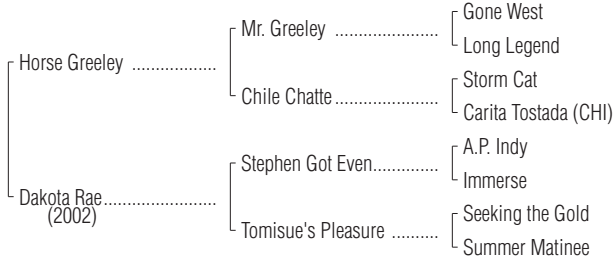 Gone West
Mr. Greeley ....................
Long Legend
Horse Greeley ................
Storm Cat
Chile Chatte ....................
Carita Tostada (CHI)
A.P. Indy
Stephen Got Even.............
Immerse
Dakota Rae.....................
(2002)
Seeking the Gold
Tomisue's Pleasure .........
Summer Matinee